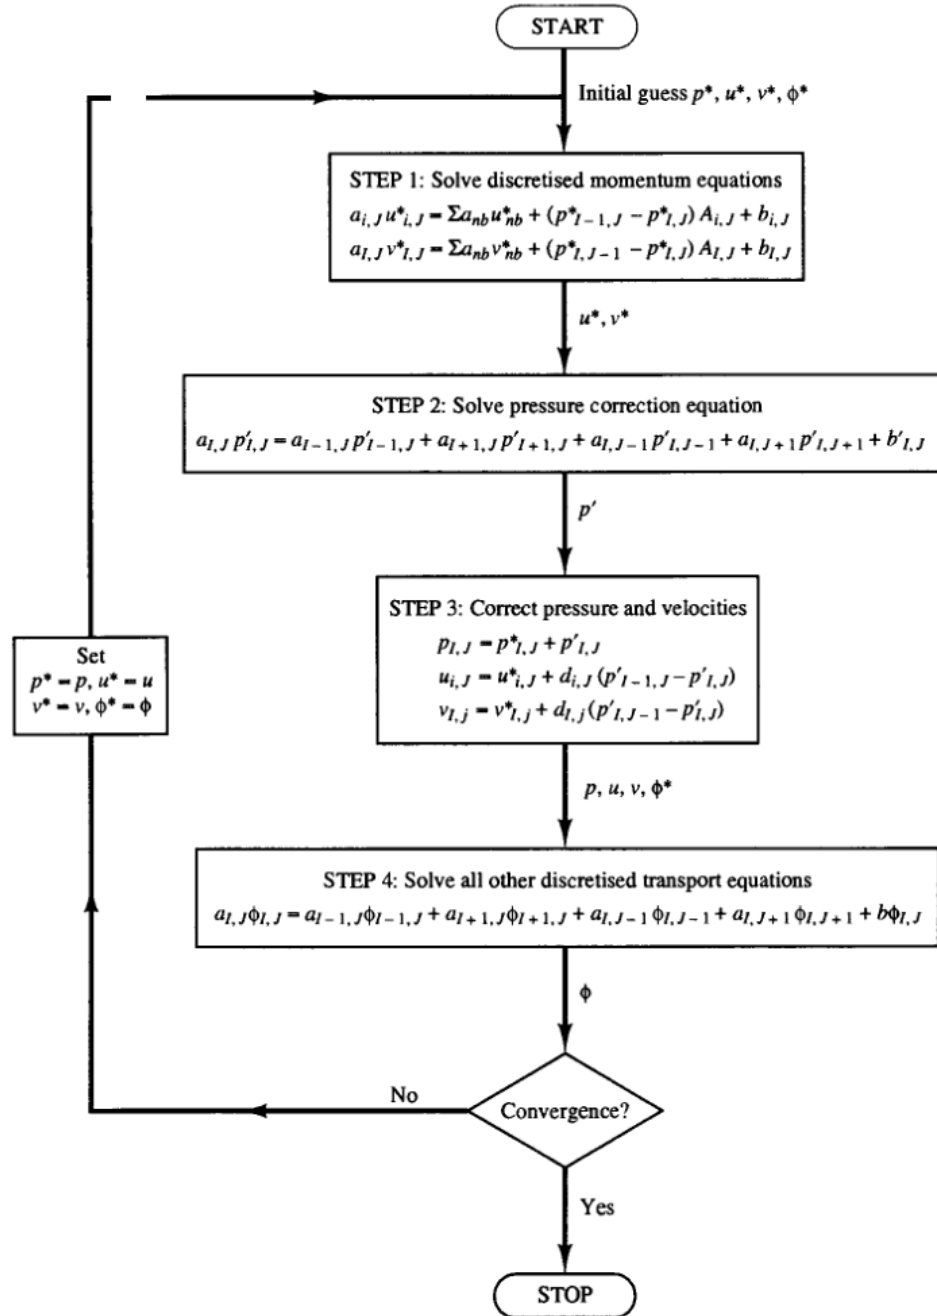 START
Initial guess p*, u*, v*, ϕ*
STEP 1: Solve discretised momentum equations
a_{i,J} u*_{i,J} = Σa_{nb} u*_{nb} + (p*_{I−1,J} − p*_{I,J}) A_{i,J} + b_{i,J}
a_{I,J} v*_{I,J} = Σa_{nb} v*_{nb} + (p*_{I,J−1} − p*_{I,J}) A_{I,J} + b_{I,J}
u*, v*
STEP 2: Solve pressure correction equation
a_{I,J} p'_{I,J} = a_{I−1,J} p'_{I−1,J} + a_{I+1,J} p'_{I+1,J} + a_{I,J−1} p'_{I,J−1} + a_{I,J+1} p'_{I,J+1} + b'_{I,J}
p'
STEP 3: Correct pressure and velocities
p_{I,J} = p*_{I,J} + p'_{I,J}
u_{i,J} = u*_{i,J} + d_{i,J} (p'_{I−1,J} − p'_{I,J})
v_{I,j} = v*_{I,j} + d_{I,j} (p'_{I,J−1} − p'_{I,J})
Set
p* = p, u* = u
v* = v, ϕ* = ϕ
p, u, v, ϕ*
STEP 4: Solve all other discretised transport equations
a_{I,J} ϕ_{I,J} = a_{I−1,J} ϕ_{I−1,J} + a_{I+1,J} ϕ_{I+1,J} + a_{I,J−1} ϕ_{I,J−1} + a_{I,J+1} ϕ_{I,J+1} + bϕ_{I,J}
ϕ
No
Convergence?
Yes
STOP